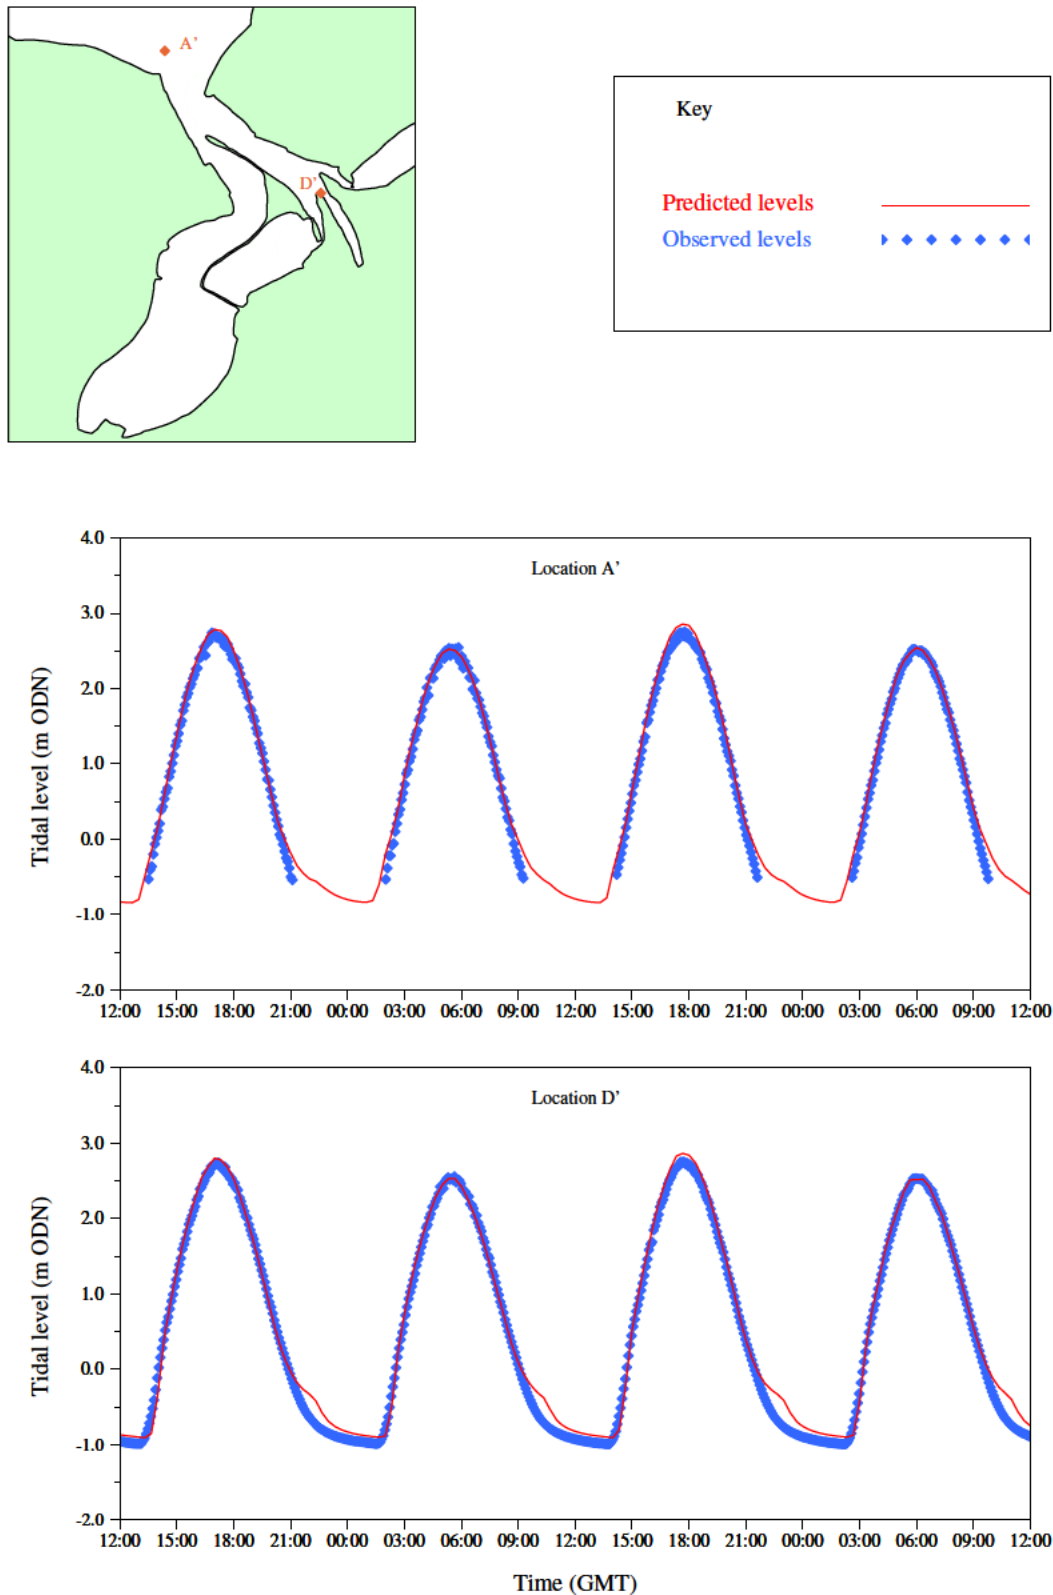 A’
D’
Key
Predicted levels
Observed levels
Location A’
Tidal level (m ODN)
4.0
3.0
2.0
1.0
0.0
-1.0
-2.0
12:00 15:00 18:00 21:00 00:00 03:00 06:00 09:00 12:00 15:00 18:00 21:00 00:00 03:00 06:00 09:00 12:00
Location D’
Tidal level (m ODN)
4.0
3.0
2.0
1.0
0.0
-1.0
-2.0
12:00 15:00 18:00 21:00 00:00 03:00 06:00 09:00 12:00 15:00 18:00 21:00 00:00 03:00 06:00 09:00 12:00
Time (GMT)